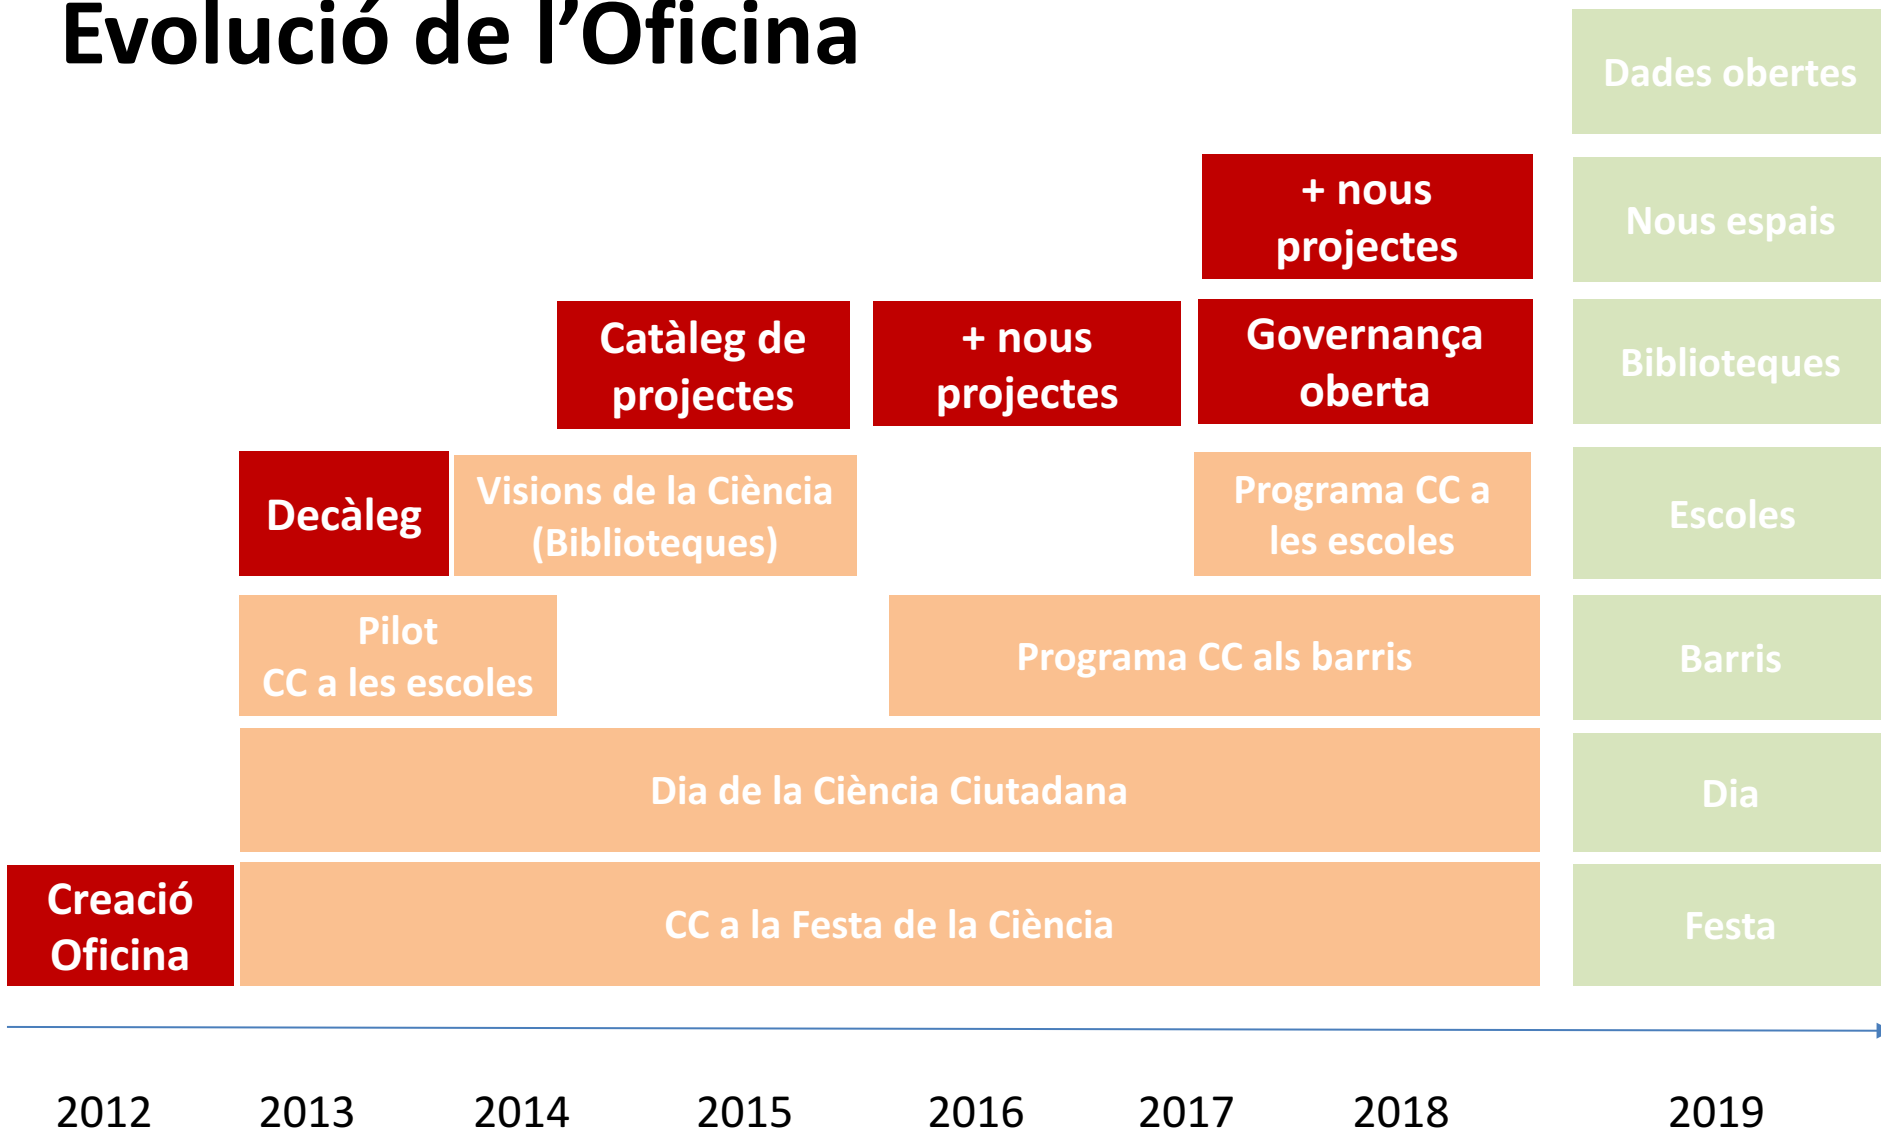 Evolució de l’Oficina
Dades obertes
+ nous
projectes
Nous espais
Catàleg de
projectes
+ nous
projectes
Governança
oberta
Biblioteques
Decàleg
Visions de la Ciència
(Biblioteques)
Programa CC a
les escoles
Escoles
Pilot
CC a les escoles
Programa CC als barris
Barris
Dia de la Ciència Ciutadana
Dia
Creació
Oficina
CC a la Festa de la Ciència
Festa
2012 2013 2014 2015 2016 2017 2018 2019